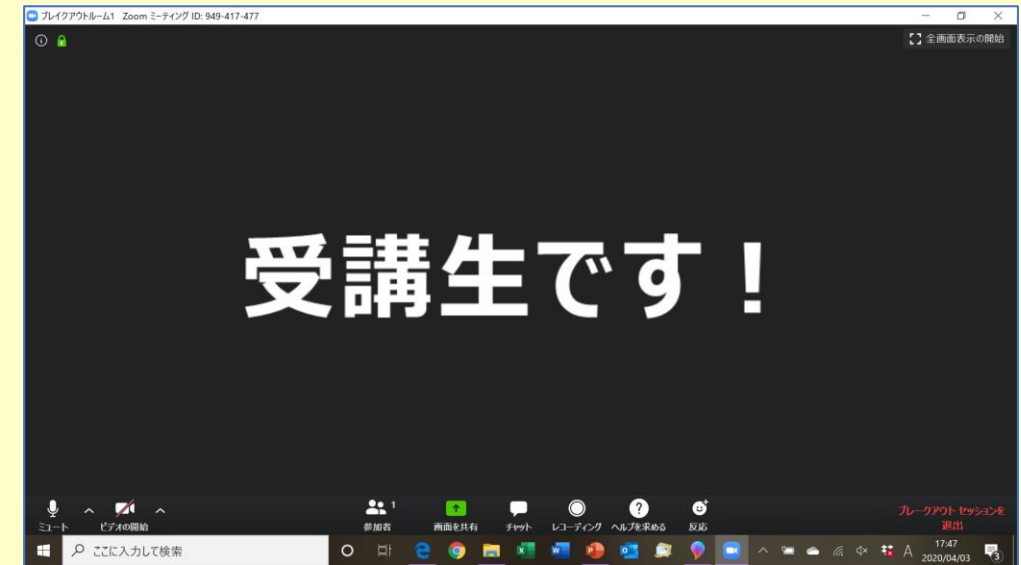 ブレイクアウトルーム1 Zoom ミーティング ID: 949-417-477
全画面表示の開始
受講生です！
ミュート
ビデオの開始
参加者 1
画面を共有
チャット
レコーディング
ヘルプを求める
反応
ブレークアウト セッションを
退出
ここに入力して検索
A
17:47
2020/04/03
3